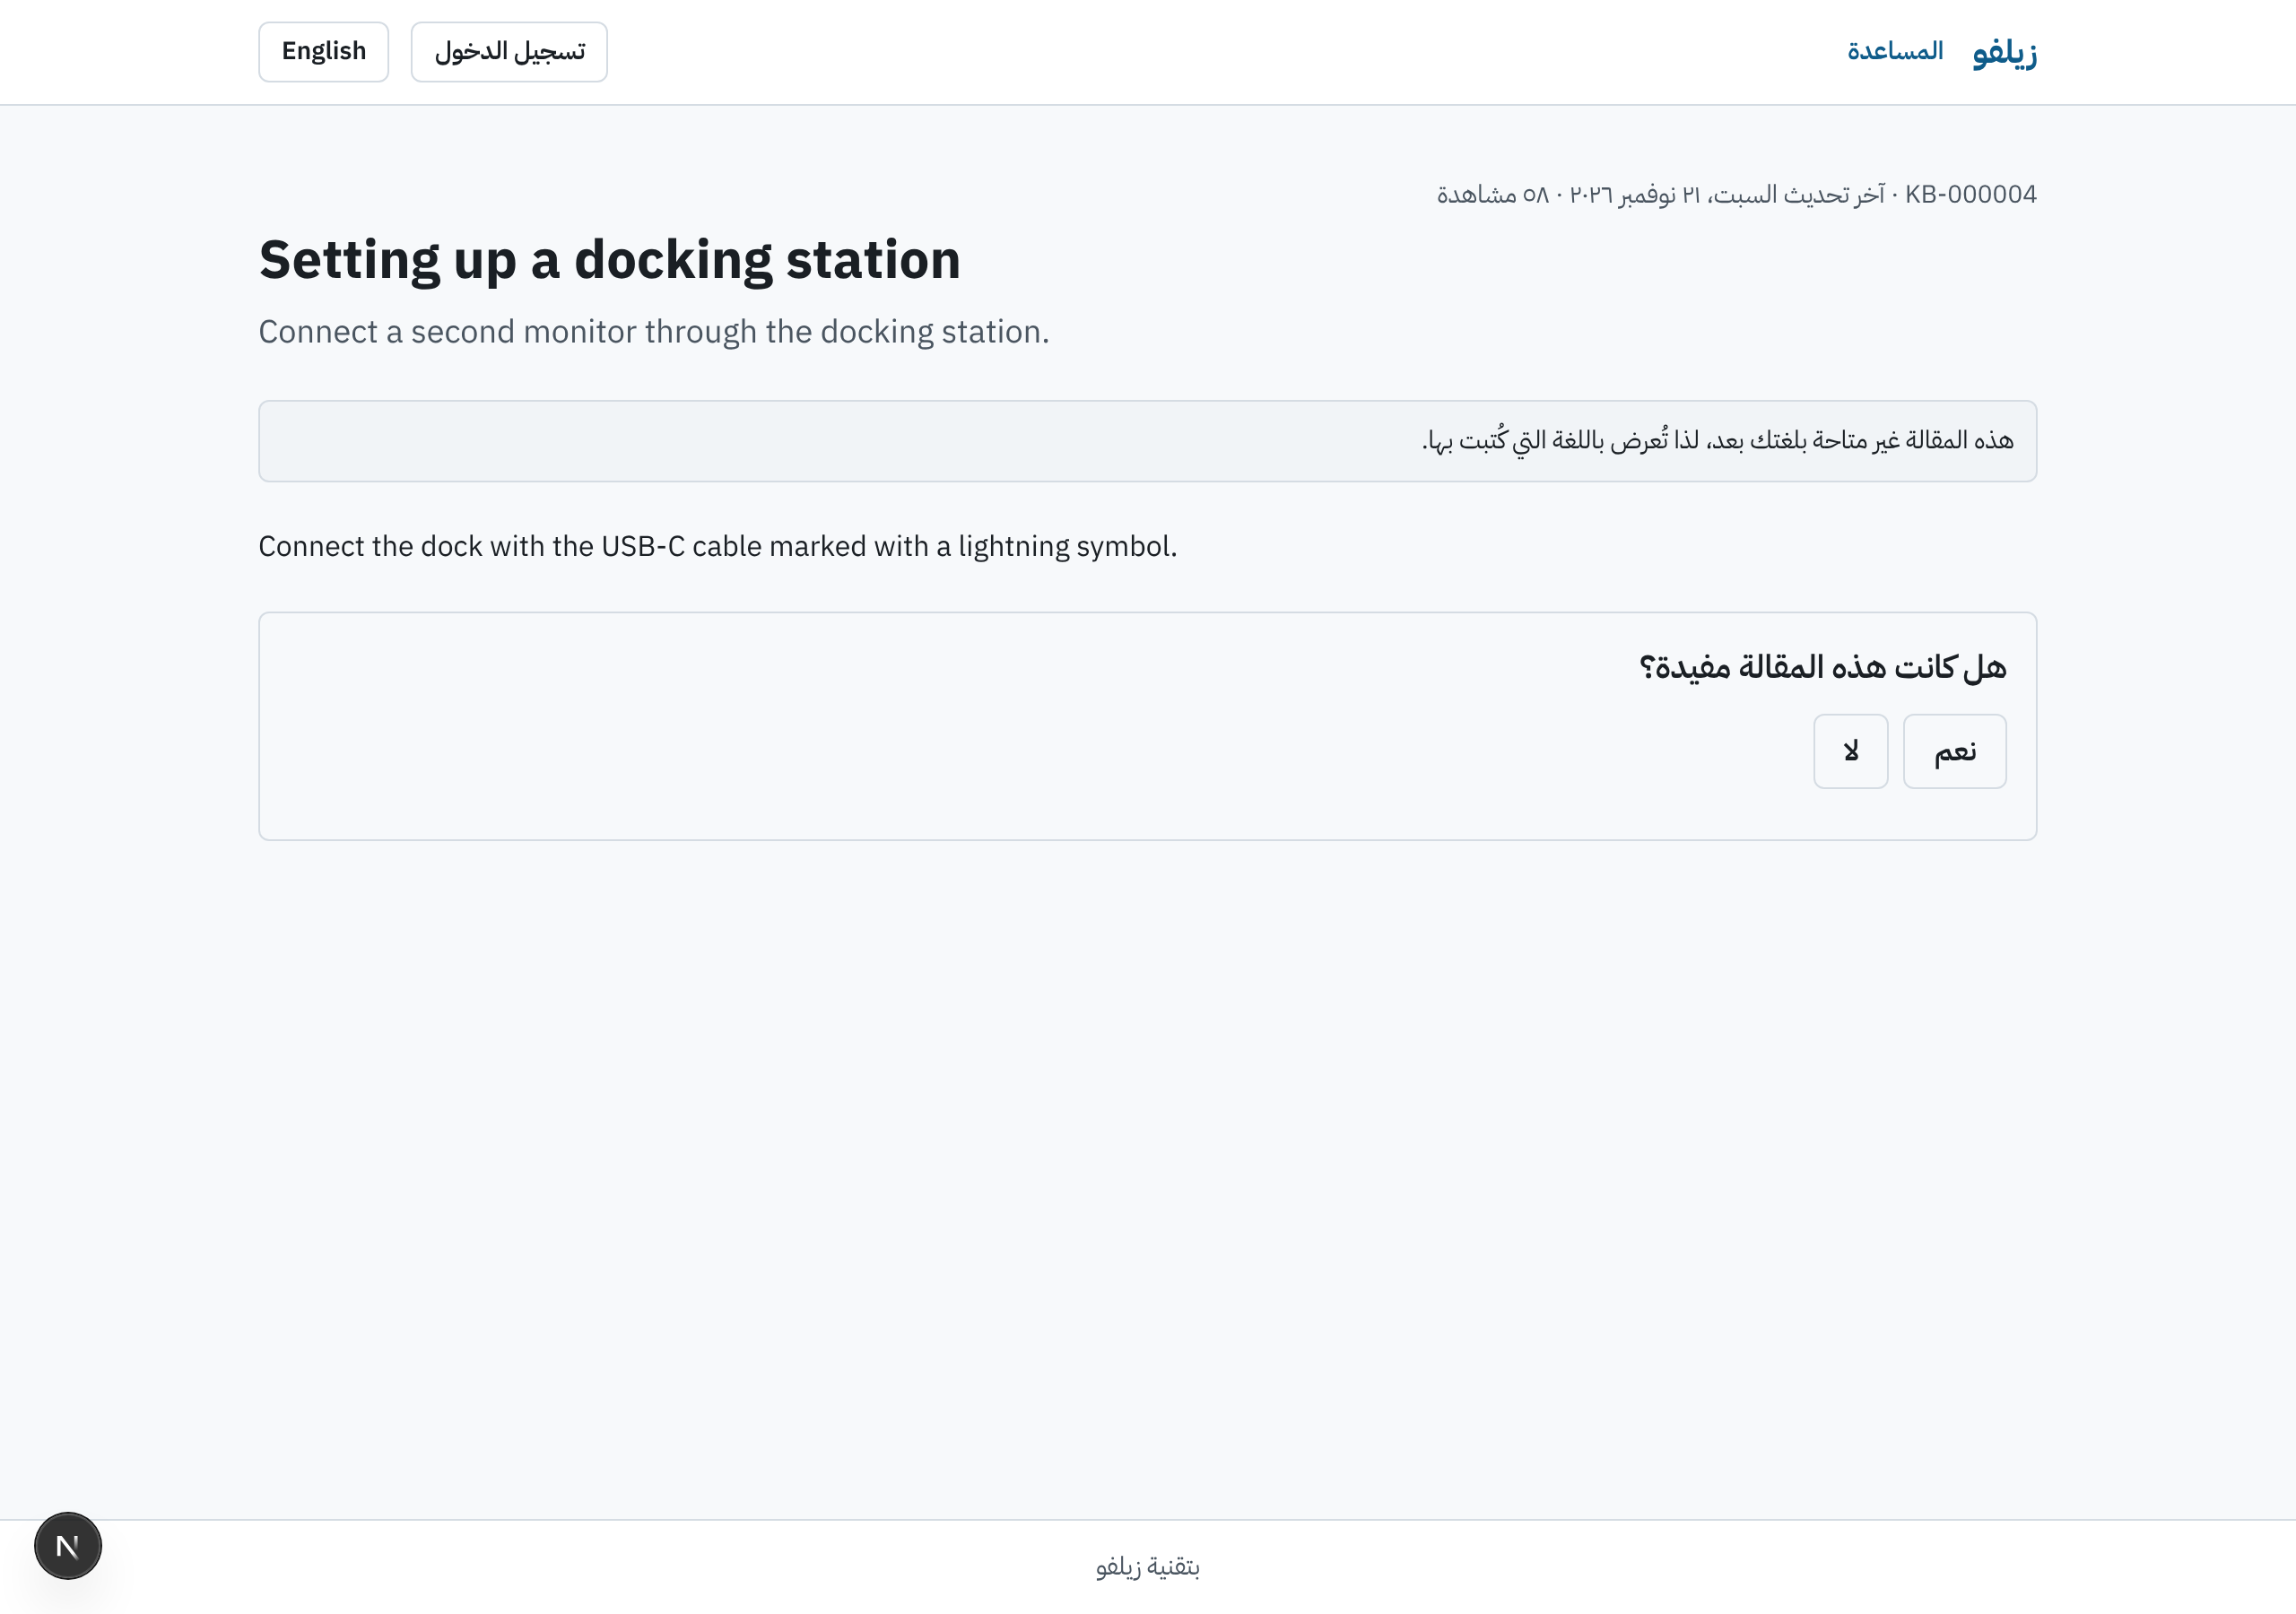 زيلفو المساعدة تسجيل الدخول English
KB-000004 · آخر تحديث السبت، ٢١ نوفمبر ٢٠٢٦ · ٥٨ مشاهدة
Setting up a docking station
Connect a second monitor through the docking station.
هذه المقالة غير متاحة بلغتك بعد، لذا تُعرض باللغة التي كُتبت بها.
Connect the dock with the USB-C cable marked with a lightning symbol.
هل كانت هذه المقالة مفيدة؟
نعم لا
N
بتقنية زيلفو